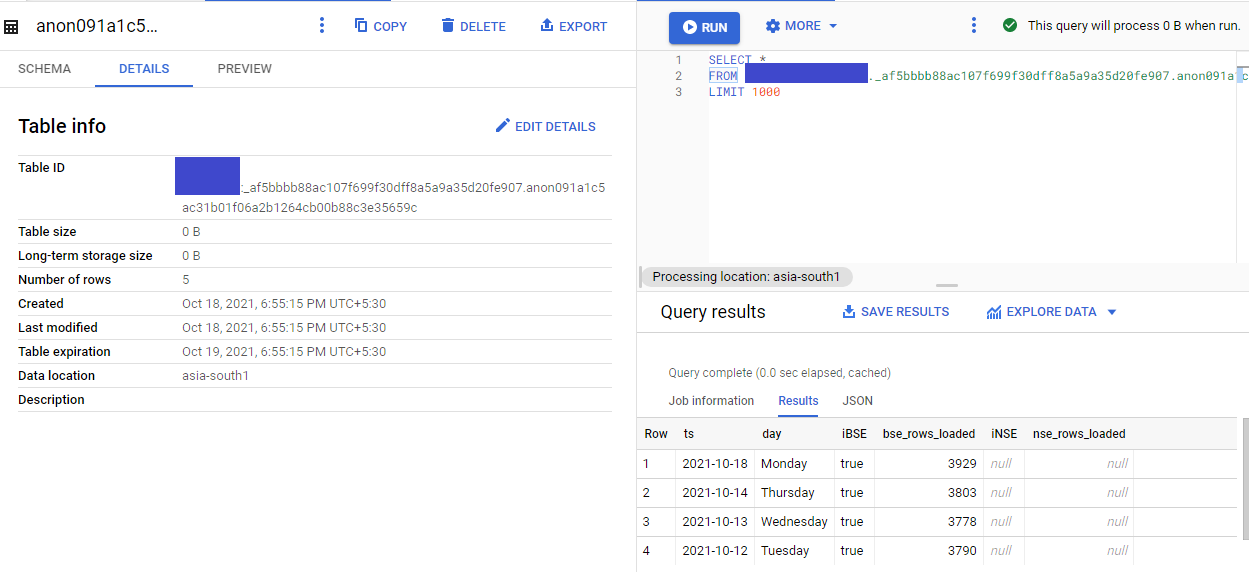 anon091a1c5...
COPY
DELETE
EXPORT
SCHEMA
DETAILS
PREVIEW
Table info
EDIT DETAILS
Table ID
:_af5bbbb88ac107f699f30dff8a5a9a35d20fe907.anon091a1c5
ac31b01f06a2b1264cb00b88c3e35659c
Table size 0 B
Long-term storage size 0 B
Number of rows 5
Created Oct 18, 2021, 6:55:15 PM UTC+5:30
Last modified Oct 18, 2021, 6:55:15 PM UTC+5:30
Table expiration Oct 19, 2021, 6:55:15 PM UTC+5:30
Data location asia-south1
Description
RUN
MORE
This query will process 0 B when run.
1 SELECT *
2 FROM ._af5bbbb88ac107f699f30dff8a5a9a35d20fe907.anon091a1c
3 LIMIT 1000
Processing location: asia-south1
Query results
SAVE RESULTS
EXPLORE DATA
Query complete (0.0 sec elapsed, cached)
Job information Results JSON
Row ts day iBSE bse_rows_loaded iNSE nse_rows_loaded
1 2021-10-18 Monday true 3929 null null
2 2021-10-14 Thursday true 3803 null null
3 2021-10-13 Wednesday true 3778 null null
4 2021-10-12 Tuesday true 3790 null null